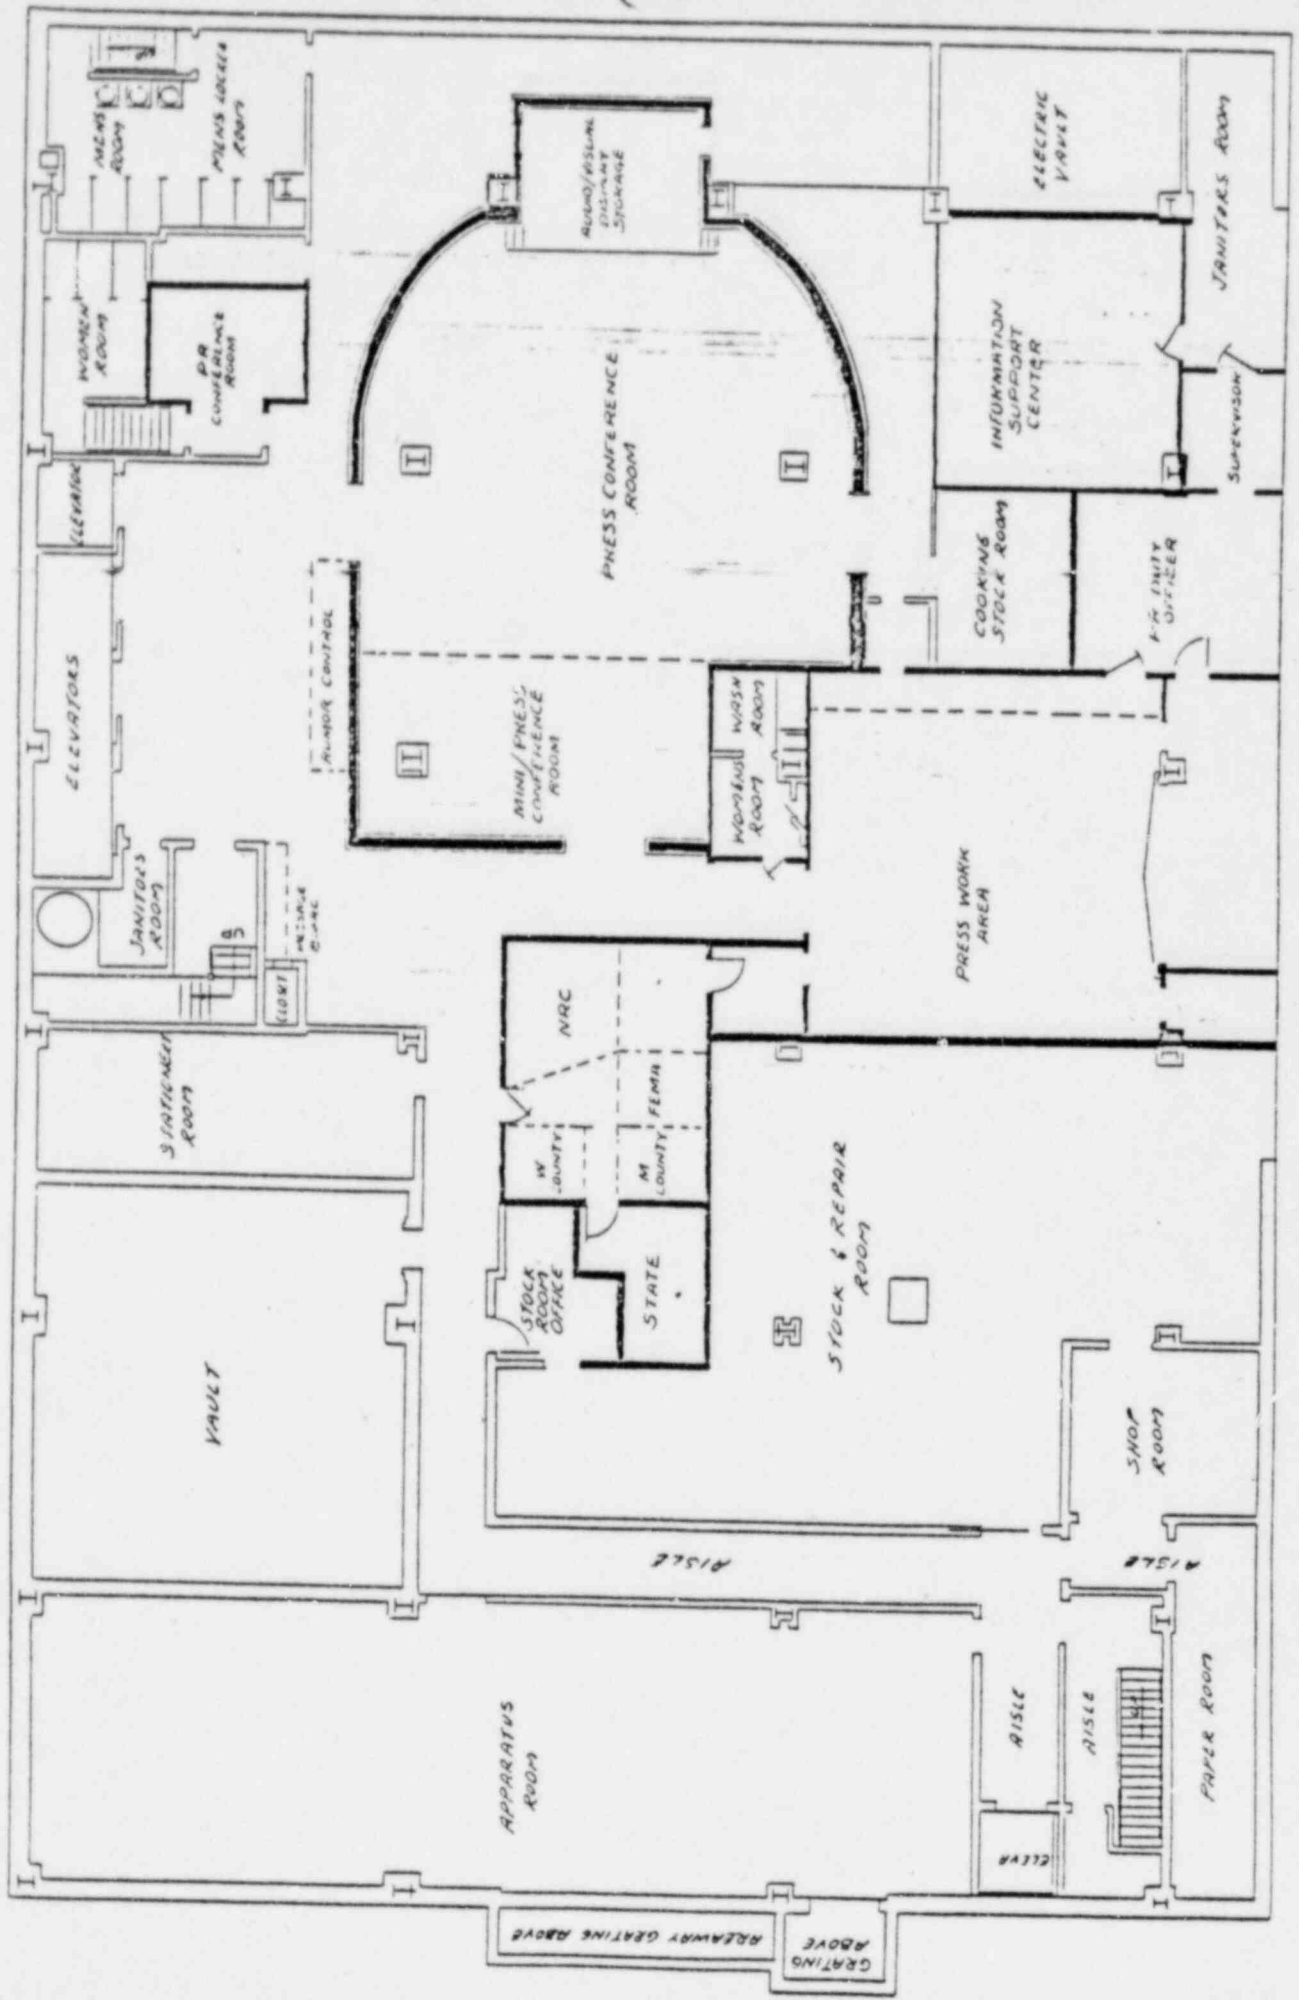 MENS
ROOM
MENS LOCKER
ROOM
WOMEN
ROOM
PR
CONFERENCE
ROOM
AUDIO/VISUAL
DISPLAY
STORAGE
ELECTRIC
VAULT
JANITORS ROOM
ELEVATOR
PRESS CONFERENCE
ROOM
INFORMATION
SUPPORT
CENTER
SUPERVISOR
ELEVATORS
RUMOR CONTROL
MINI/PRESS
CONFERENCE
ROOM
WOMENS
ROOM
WASH
ROOM
COOKING
STOCK ROOM
DUTY
OFFICER
JANITORS
ROOM
MESSAGE
CLOST
PRESS WORK
AREA
NRC
FEMA
W
COUNTY
M
COUNTY
STATIONERY
ROOM
STOCK
ROOM
OFFICE
STATE
STOCK & REPAIR
ROOM
VAULT
SHOP
ROOM
AISLE
AISLE
APPARATUS
ROOM
AISLE
AISLE
PAPER ROOM
ELEVA
AREAWAY GRATING ABOVE
GRATING
ABOVE